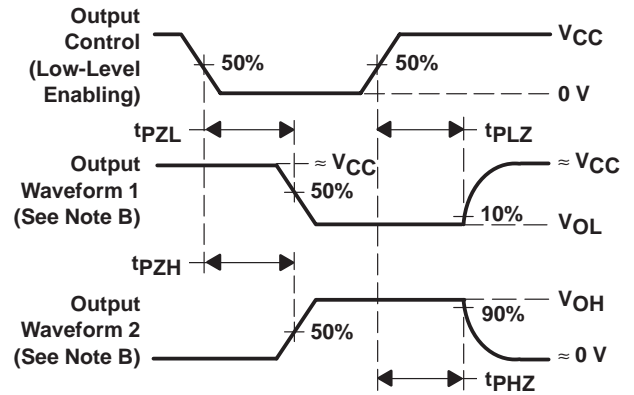 Output
Control
(Low-Level
Enabling)
50%
50%
VCC
0 V
tPZL
tPLZ
Output
Waveform 1
(See Note B)
≈ VCC
50%
≈ VCC
10%
VOL
tPZH
Output
Waveform 2
(See Note B)
50%
VOH
90%
≈ 0 V
tPHZ